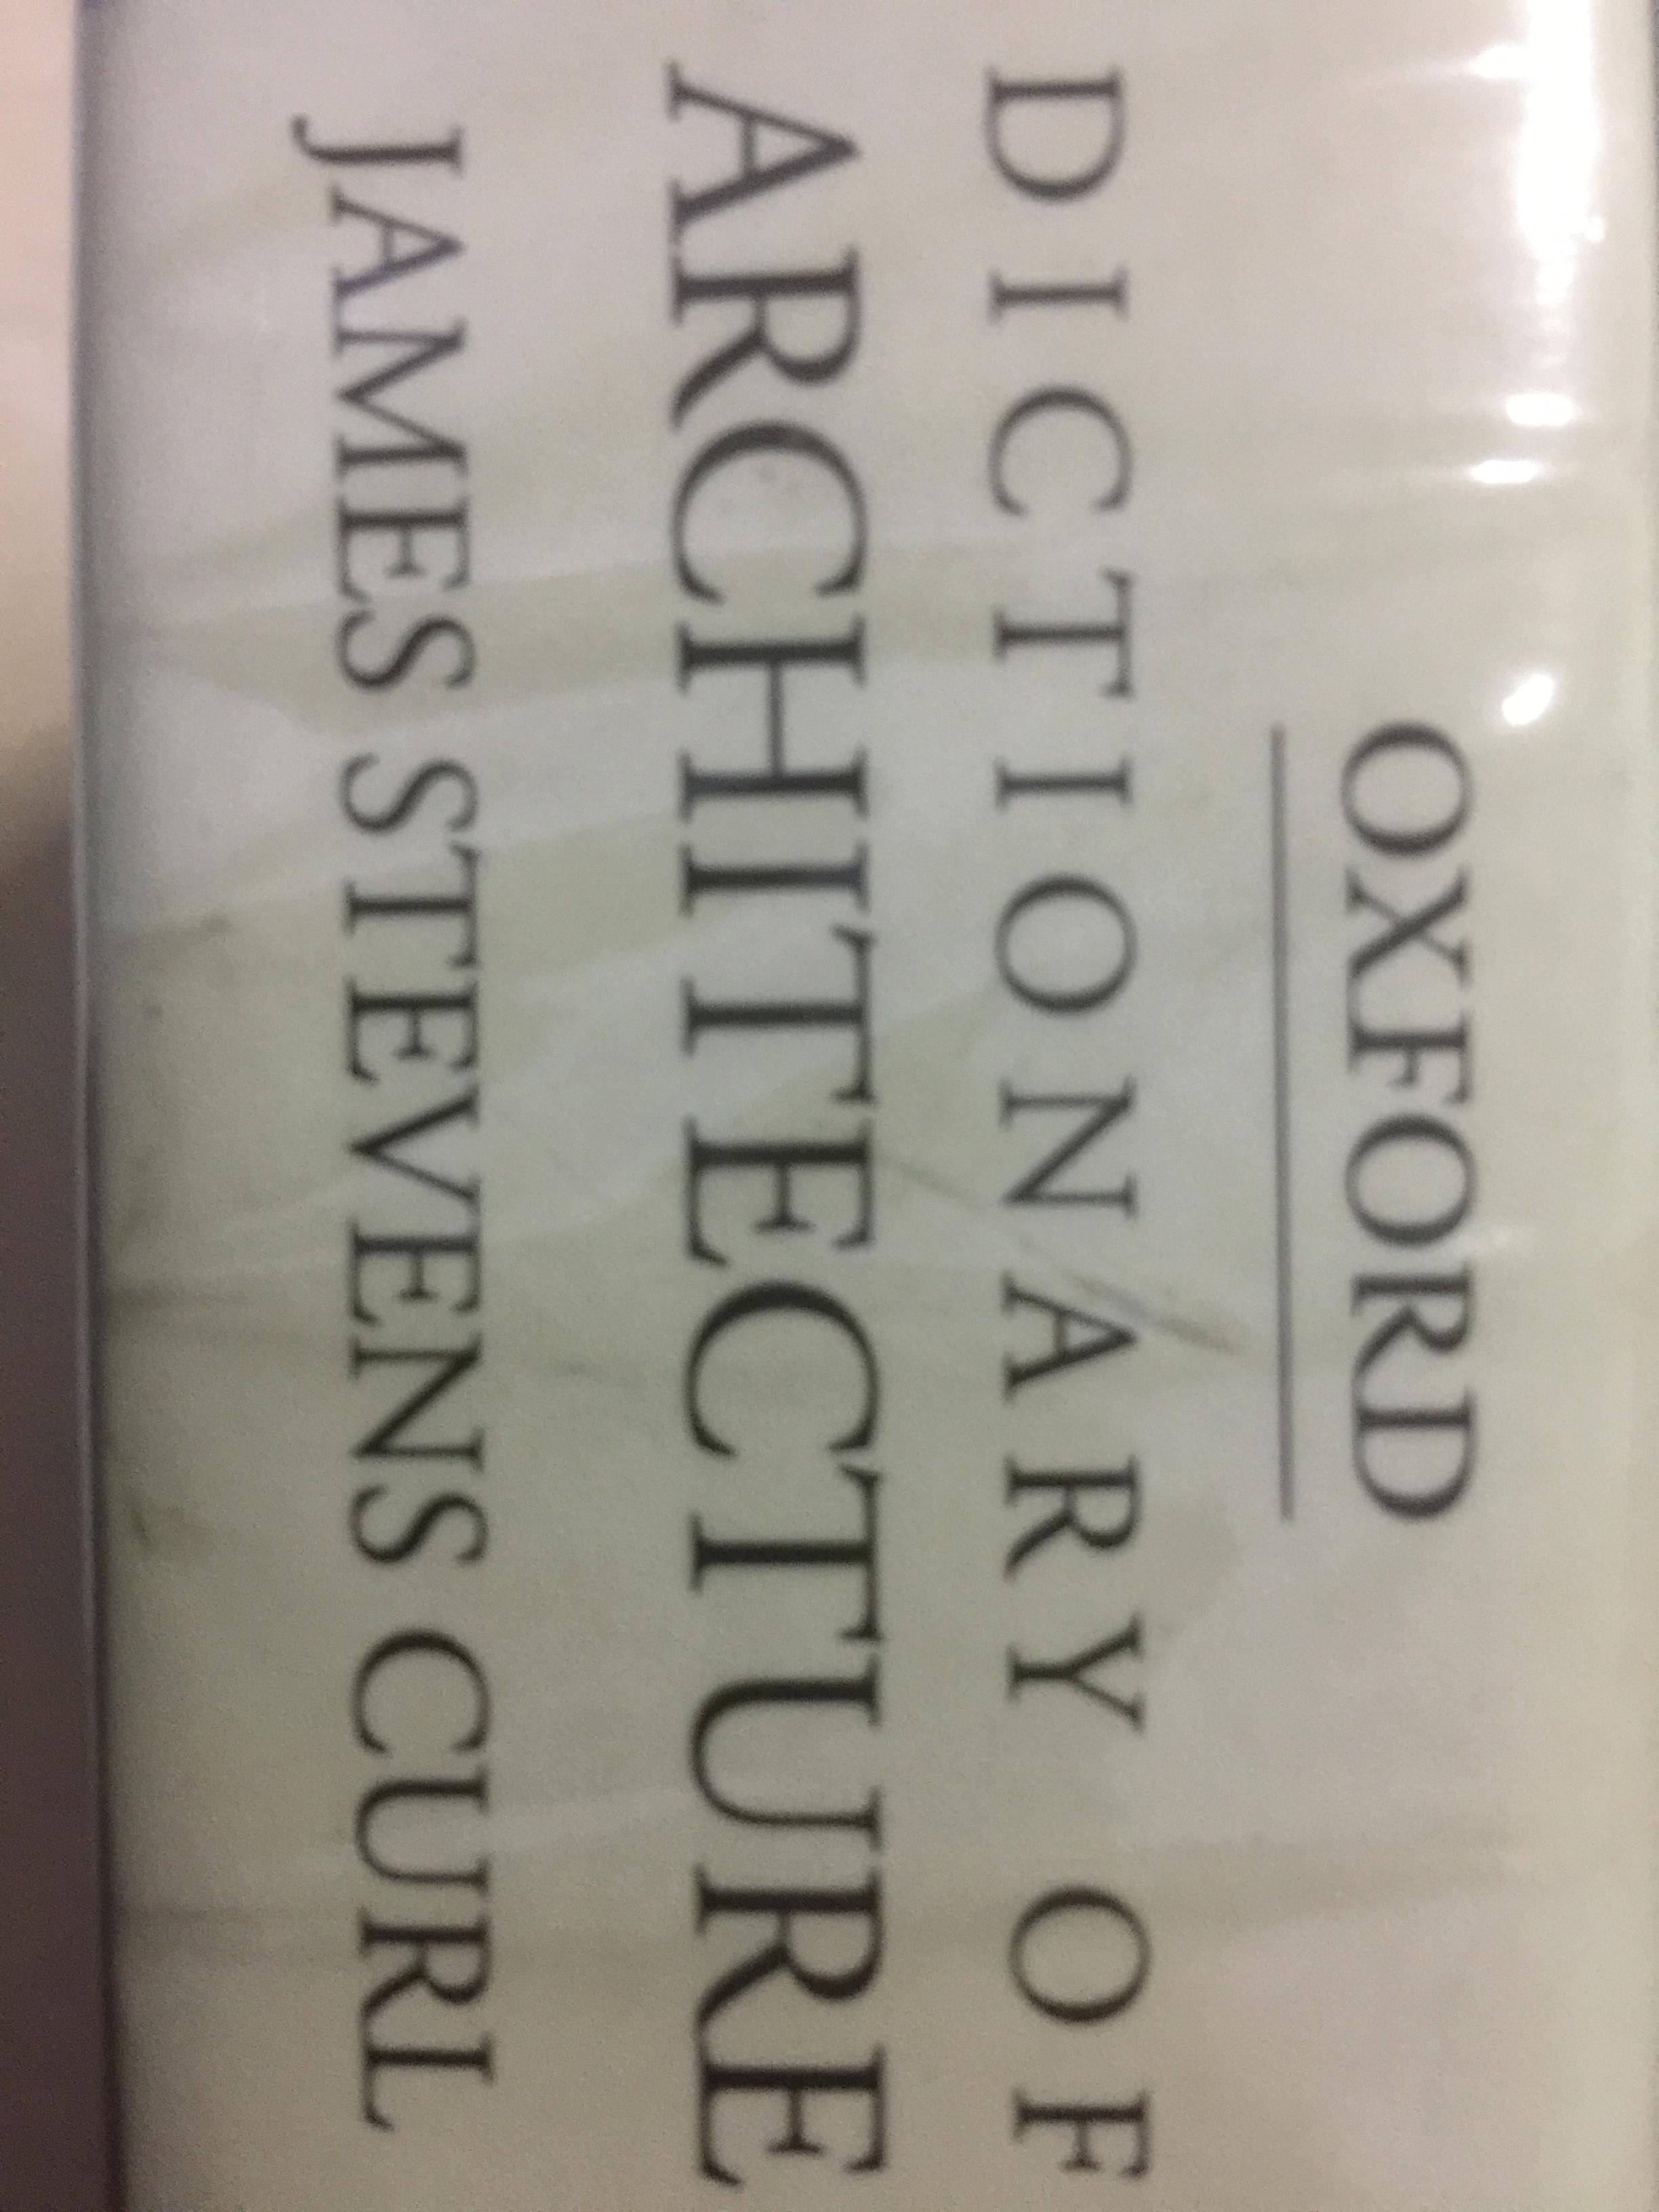 OXFORD
DICTIONARY OF
ARCHITECTURE
JAMES STEVENS CURL